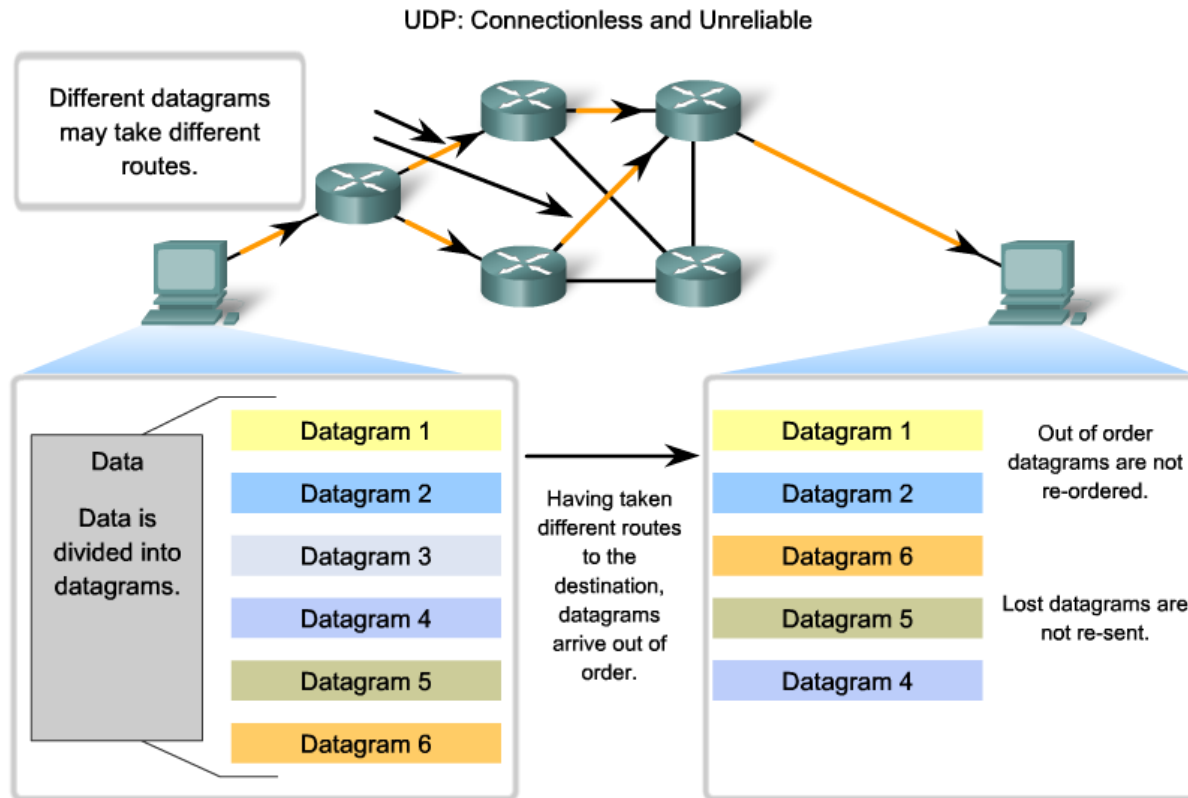 UDP: Connectionless and Unreliable
Different datagrams
may take different
routes.
Data
Data is
divided into
datagrams.
Datagram 1
Datagram 2
Datagram 3
Datagram 4
Datagram 5
Datagram 6
Having taken
different routes
to the
destination,
datagrams
arrive out of
order.
Datagram 1
Datagram 2
Datagram 6
Datagram 5
Datagram 4
Out of order
datagrams are not
re-ordered.
Lost datagrams are
not re-sent.